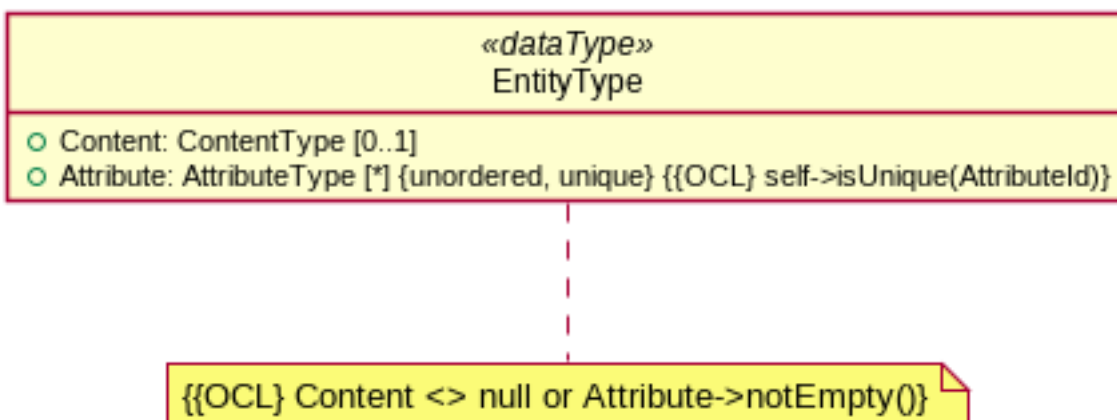 «dataType»
EntityType
Content: ContentType [0..1]
Attribute: AttributeType [*] {unordered, unique} {{OCL} self->isUnique(AttributeId)}
{{OCL} Content <> null or Attribute->notEmpty()}